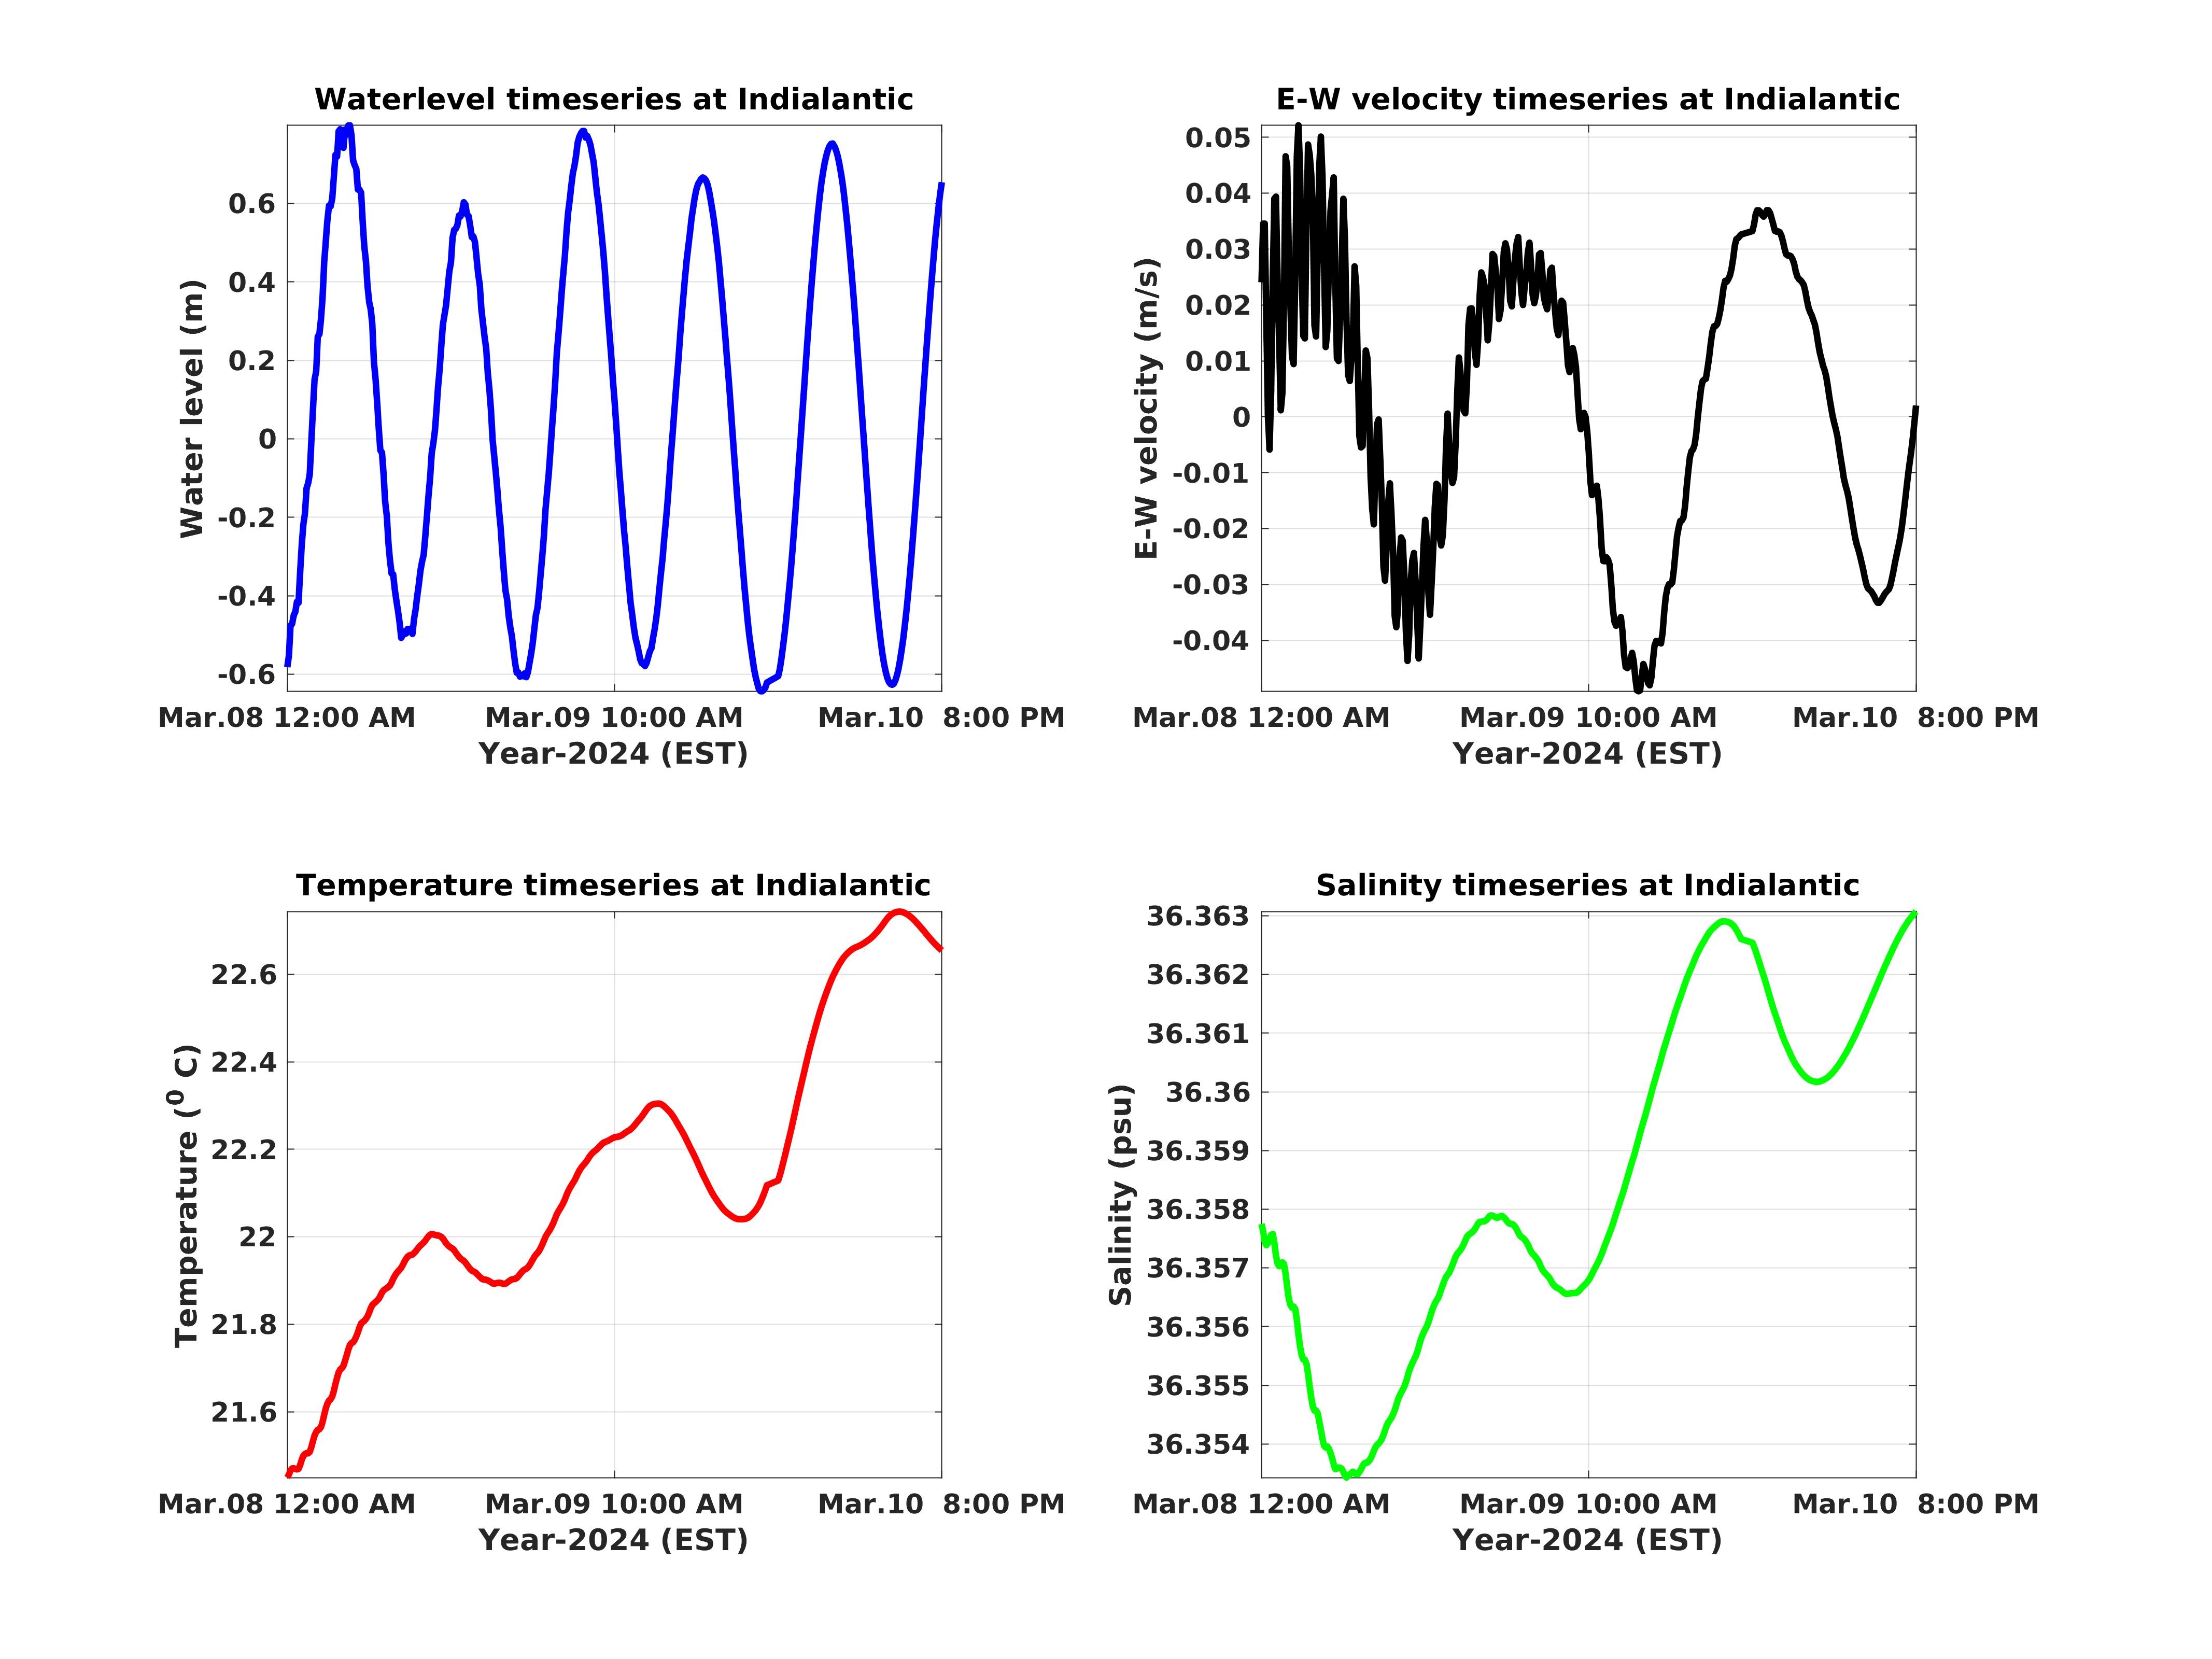 Waterlevel timeseries at Indialantic
Water level (m)
0.6
0.4
0.2
0
-0.2
-0.4
-0.6
Mar.08 12:00 AM Mar.09 10:00 AM Mar.10 8:00 PM
Year-2024 (EST)
E-W velocity timeseries at Indialantic
E-W velocity (m/s)
0.05
0.04
0.03
0.02
0.01
0
-0.01
-0.02
-0.03
-0.04
Mar.08 12:00 AM Mar.09 10:00 AM Mar.10 8:00 PM
Year-2024 (EST)
Temperature timeseries at Indialantic
Temperature (⁰ C)
22.6
22.4
22.2
22
21.8
21.6
Mar.08 12:00 AM Mar.09 10:00 AM Mar.10 8:00 PM
Year-2024 (EST)
Salinity timeseries at Indialantic
Salinity (psu)
36.363
36.362
36.361
36.36
36.359
36.358
36.357
36.356
36.355
36.354
Mar.08 12:00 AM Mar.09 10:00 AM Mar.10 8:00 PM
Year-2024 (EST)